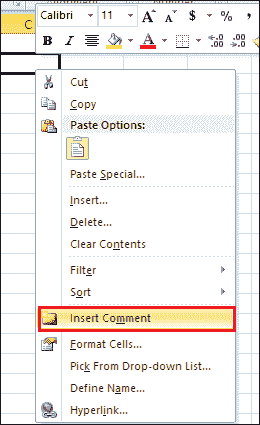 Calibri 11 A A $ % ,
B I A .00 .0 .00
C
Cut
Copy
Paste Options:
Paste Special...
Insert...
Delete...
Clear Contents
Filter
Sort
Insert Comment
Format Cells...
Pick From Drop-down List...
Define Name...
Hyperlink...